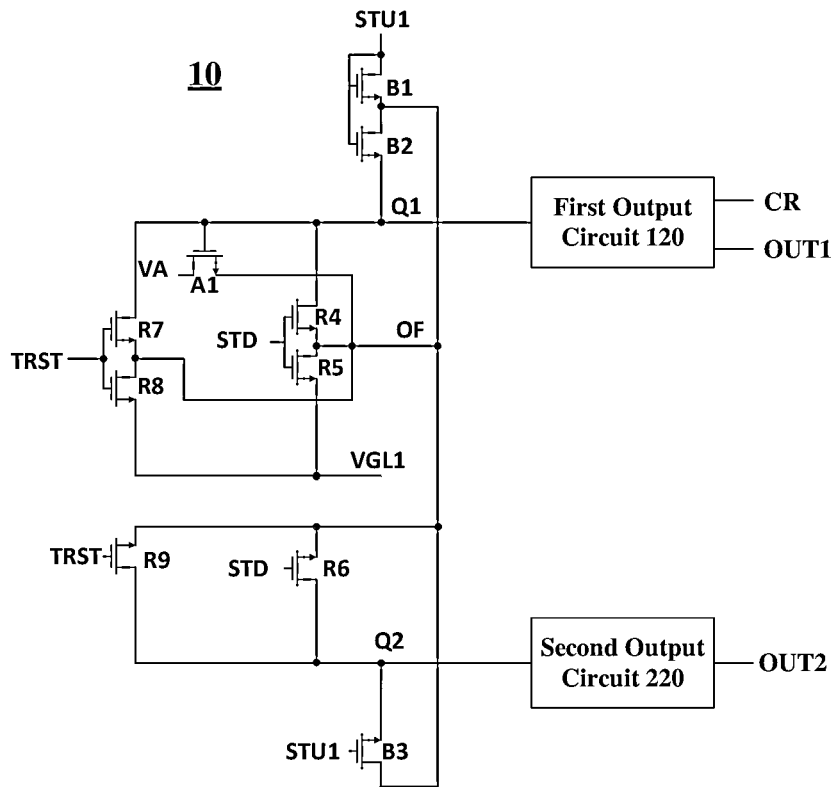 STU1
10
B1
B2
Q1
First Output
Circuit 120
CR
OUT1
VA
A1
R7
R4
STD
OF
TRST
R5
R8
VGL1
TRST
R9
STD
R6
Q2
Second Output
Circuit 220
OUT2
STU1
B3